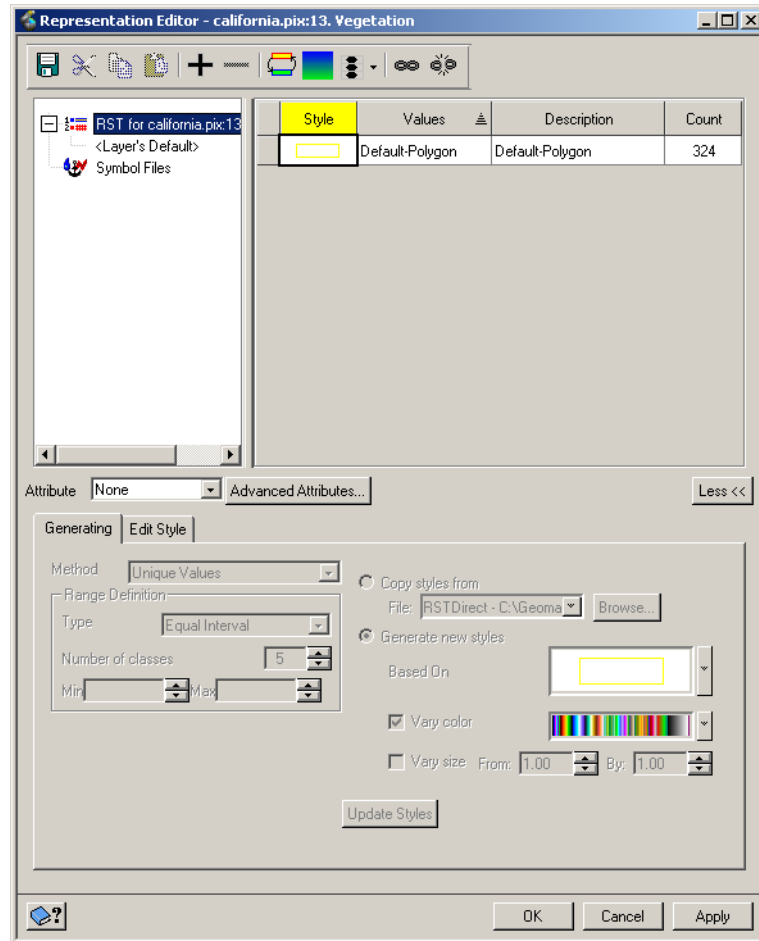 Representation Editor - california.pix:13. Vegetation
RST for california.pix:13
<Layer's Default>
Symbol Files
Style Values Description Count
Default-Polygon Default-Polygon 324
Attribute None Advanced Attributes... Less <<
Generating Edit Style
Method Unique Values
Range Definition
Type Equal Interval
Number of classes 5
Min Max
Copy styles from
File: RSTDirect - C:\Geoma Browse...
Generate new styles
Based On
Vary color
Vary size From: 1.00 By: 1.00
Update Styles
? OK Cancel Apply